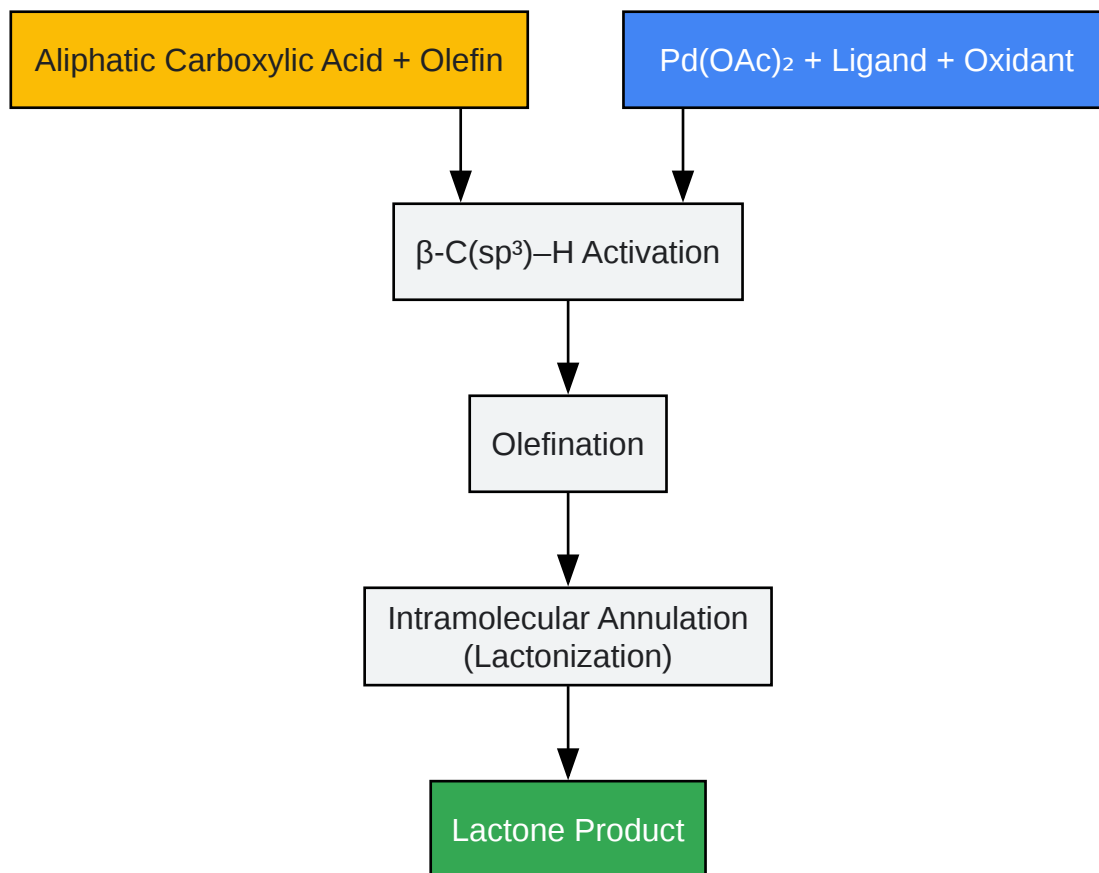 Aliphatic Carboxylic Acid + Olefin
Pd(OAc)₂ + Ligand + Oxidant
β-C(sp³)–H Activation
Olefination
Intramolecular Annulation
(Lactonization)
Lactone Product